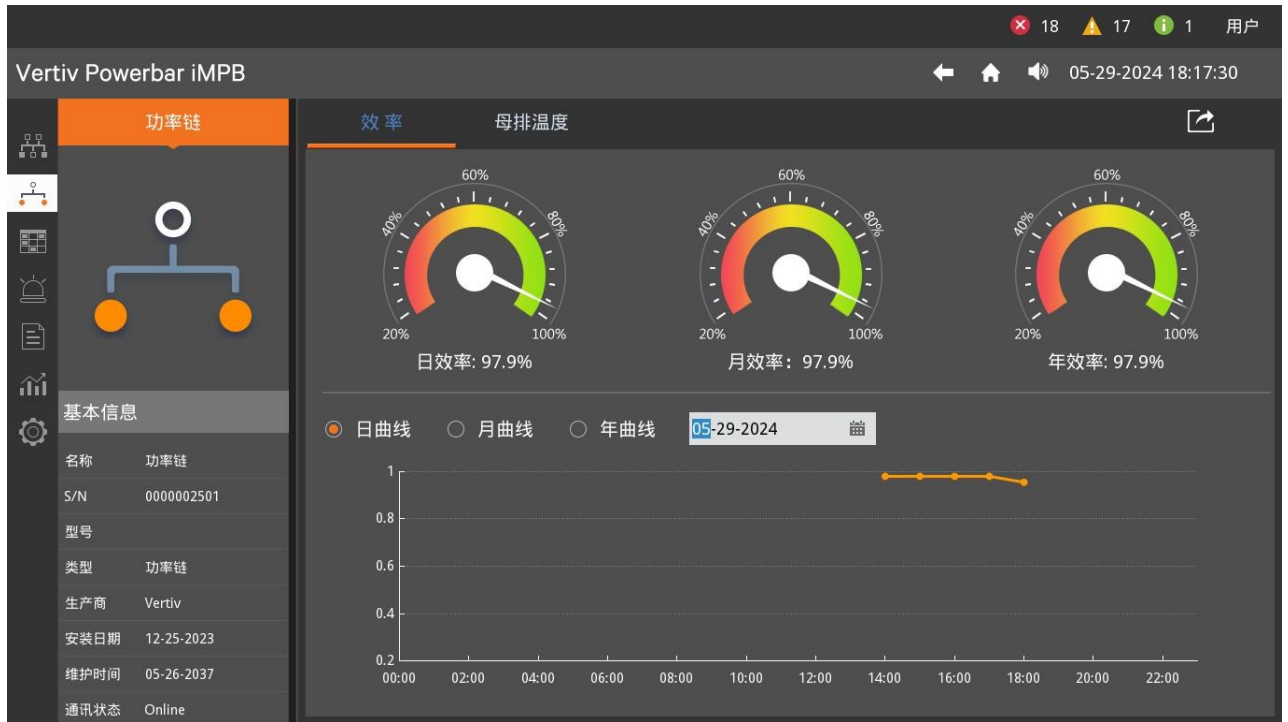 18 17 1 用户
Vertiv Powerbar iMPB
05-29-2024 18:17:30
功率链
效率 母排温度
60% 60% 60%
40% 80% 40% 80% 40% 80%
20% 100% 20% 100% 20% 100%
日效率: 97.9% 月效率：97.9% 年效率: 97.9%
基本信息
日曲线 月曲线 年曲线 05-29-2024
名称 功率链
S/N 0000002501
型号
类型 功率链
生产商 Vertiv
安装日期 12-25-2023
维护时间 05-26-2037
通讯状态 Online
1
0.8
0.6
0.4
0.2
00:00 02:00 04:00 06:00 08:00 10:00 12:00 14:00 16:00 18:00 20:00 22:00